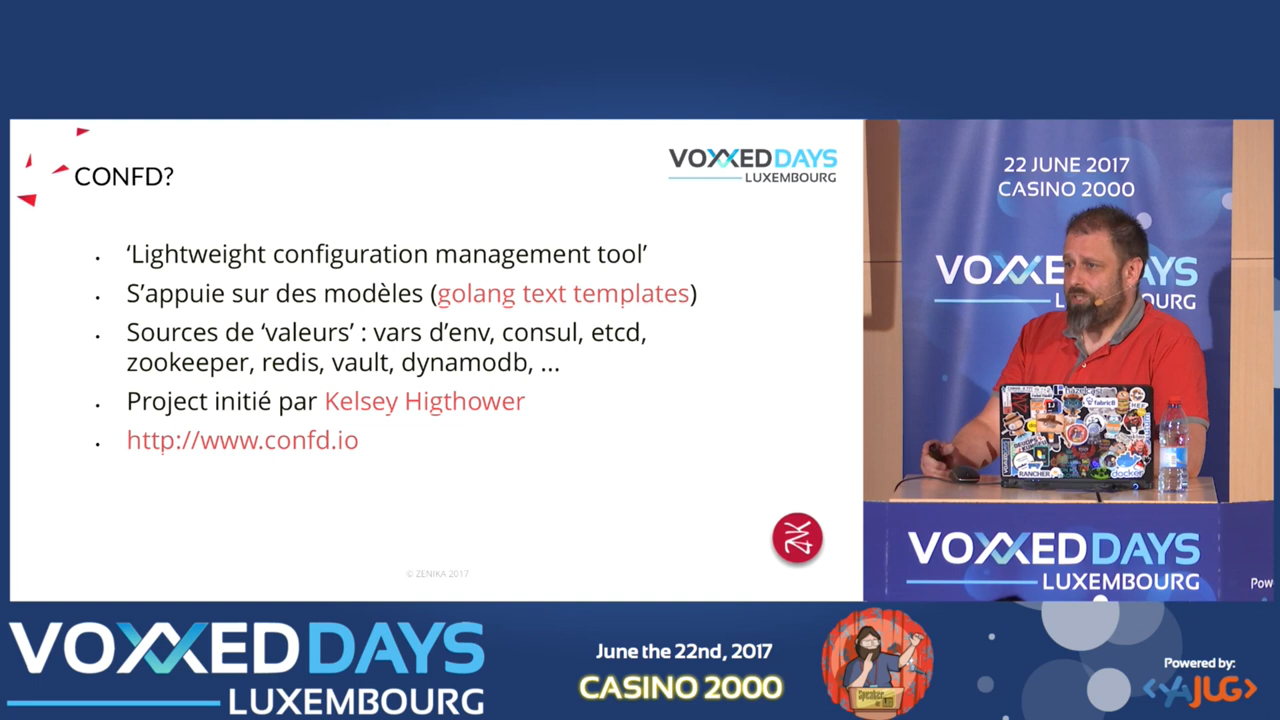 CONFD?
VOXXED DAYS
LUXEMBOURG
‘Lightweight configuration management tool’
S’appuie sur des modèles (golang text templates)
Sources de ‘valeurs’ : vars d’env, consul, etcd,
zookeeper, redis, vault, dynamodb, ...
Project initié par Kelsey Higthower
http://www.confd.io
© ZENIKA 2017
22 JUNE 2017
CASINO 2000
RANCHER
docker
fabric8
VOXXED DAYS
LUXEMBOURG
Pow
VOXXED DAYS
LUXEMBOURG
June the 22nd, 2017
CASINO 2000
Powered by:
YAJUG